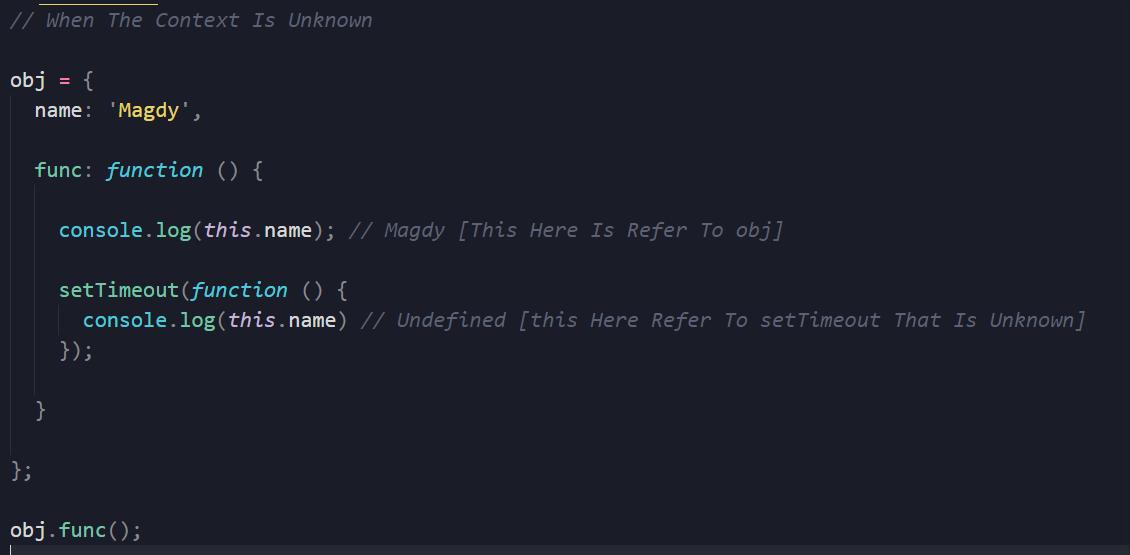 // When The Context Is Unknown
obj = {
name: 'Magdy',
func: function () {
console.log(this.name); // Magdy [This Here Is Refer To obj]
setTimeout(function () {
console.log(this.name) // Undefined [this Here Refer To setTimeout That Is Unknown]
});
}
};
obj.func();